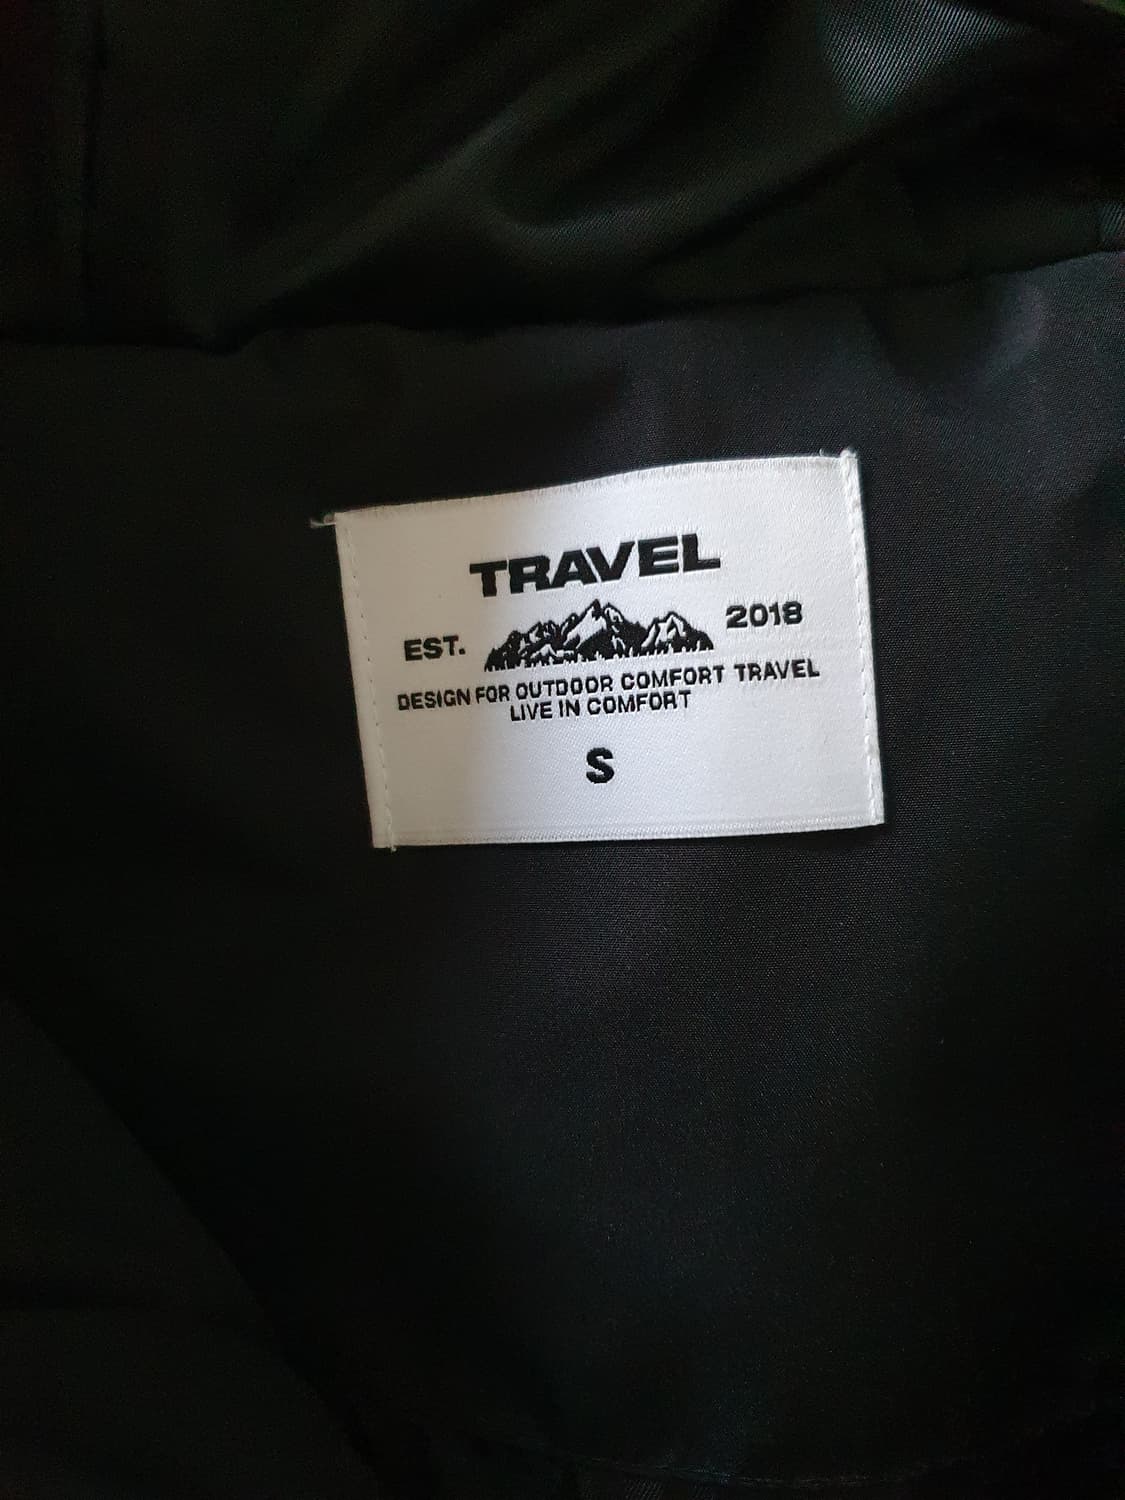 TRAVEL
EST. 2018
DESIGN FOR OUTDOOR COMFORT TRAVEL
LIVE IN COMFORT
S